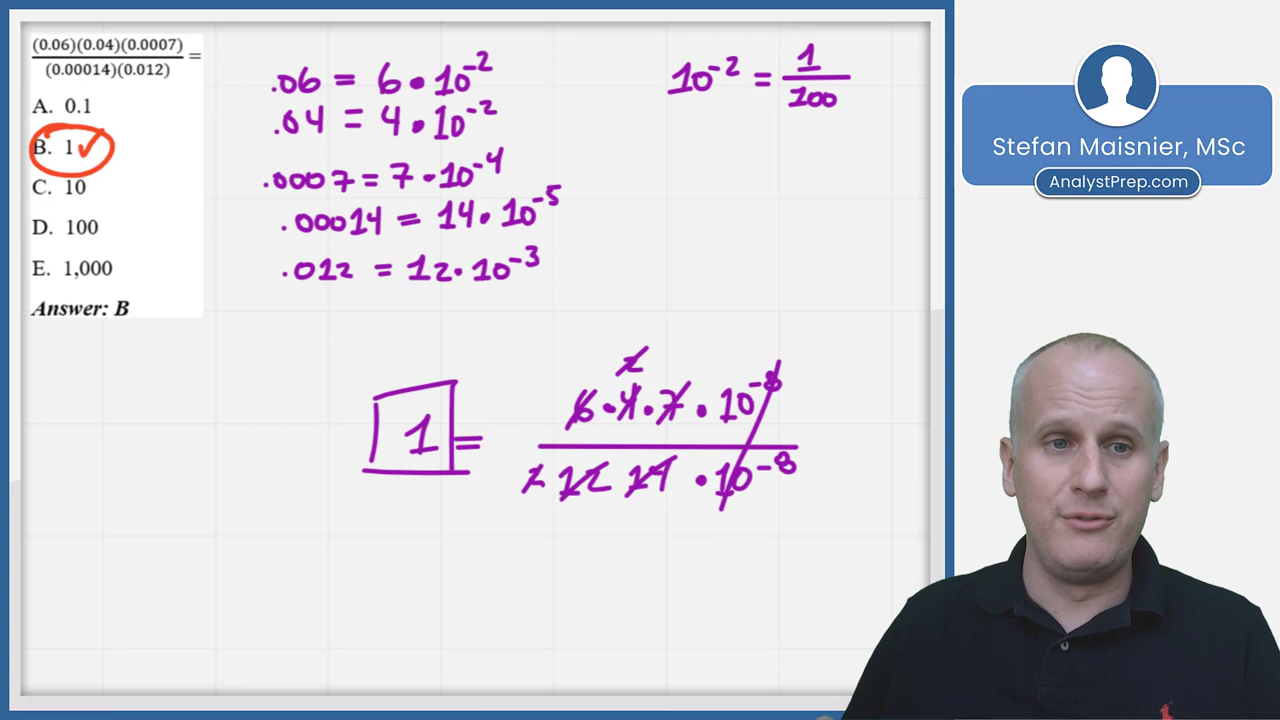 (0.06)(0.04)(0.0007)
(0.00014)(0.012)
=
A. 0.1
B. 1 ✓
C. 10
D. 100
E. 1,000
Answer: B
.06 = 6 • 10⁻²
.04 = 4 • 10⁻²
.0007 = 7 • 10⁻⁴
.00014 = 14 • 10⁻⁵
.012 = 12 • 10⁻³
10⁻² = 1
100
2
6 • 4 • 7 • 10⁻⁸
1 =
2 12 14 • 10⁻⁸
Stefan Maisnier, MSc
AnalystPrep.com